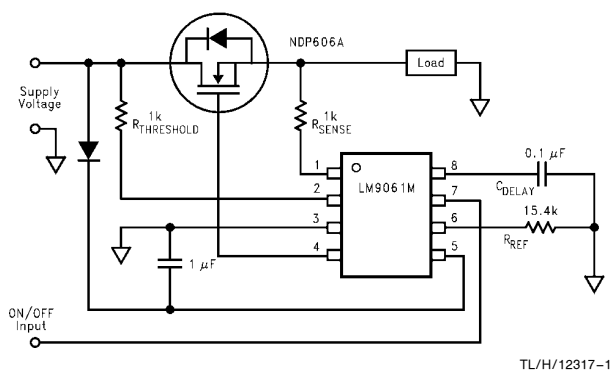 NDP606A
Load
Supply
Voltage
1k
RTHRESHOLD
1k
RSENSE
1
2
3
4
LM9061M
8
7
6
5
0.1 μF
CDELAY
15.4k
RREF
1 μF
ON/OFF
Input
TL/H/12317–1